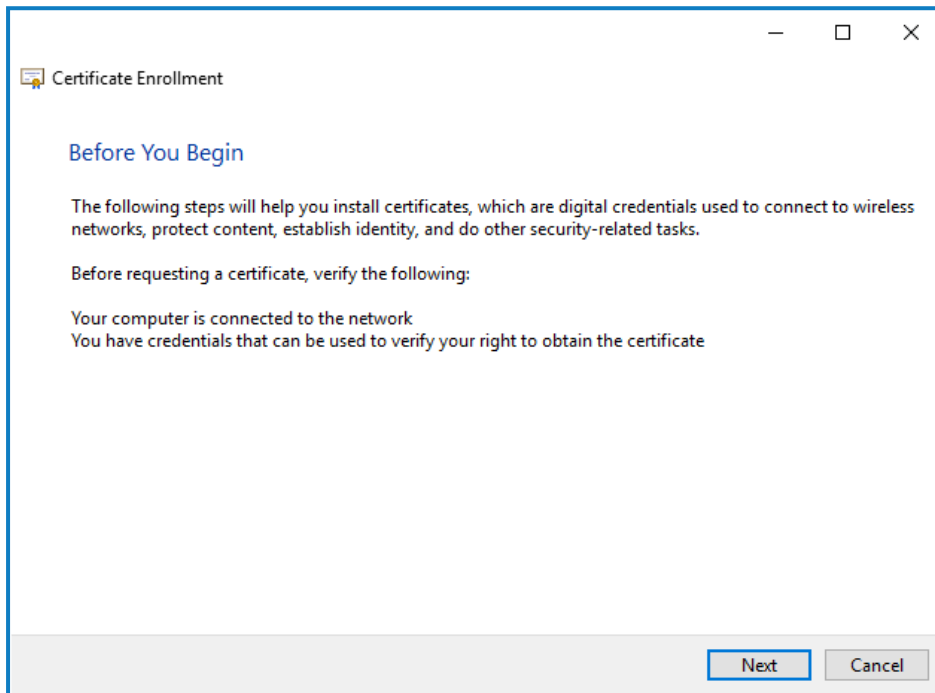 Certificate Enrollment
Before You Begin
The following steps will help you install certificates, which are digital credentials used to connect to wireless
networks, protect content, establish identity, and do other security-related tasks.
Before requesting a certificate, verify the following:
Your computer is connected to the network
You have credentials that can be used to verify your right to obtain the certificate
Next
Cancel